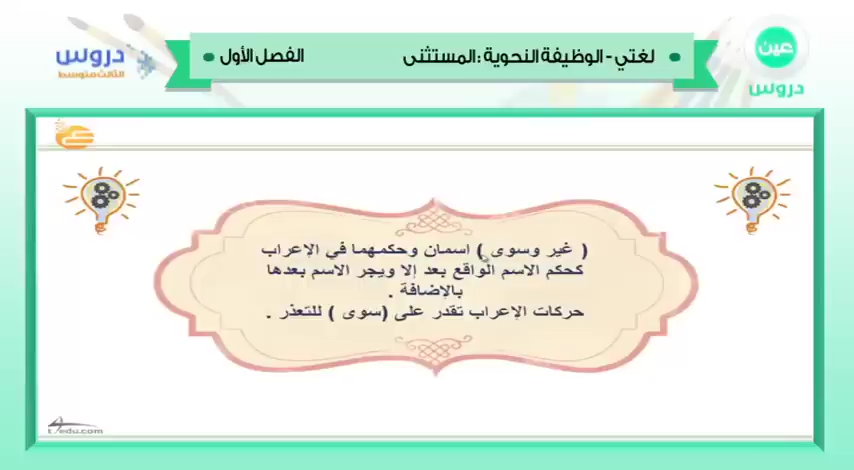 عين
دروس
لغتي - الوظيفة النحوية : المستثنى
الفصل الأول
دروس
الثالث متوسط
( غير وسوى ) اسمان وحكمهما في الإعراب
كحكم الاسم الواقع بعد إلا ويجر الاسم بعدها
بالإضافة .
حركات الإعراب تقدر على (سوى ) للتعذر .
t4edu.com